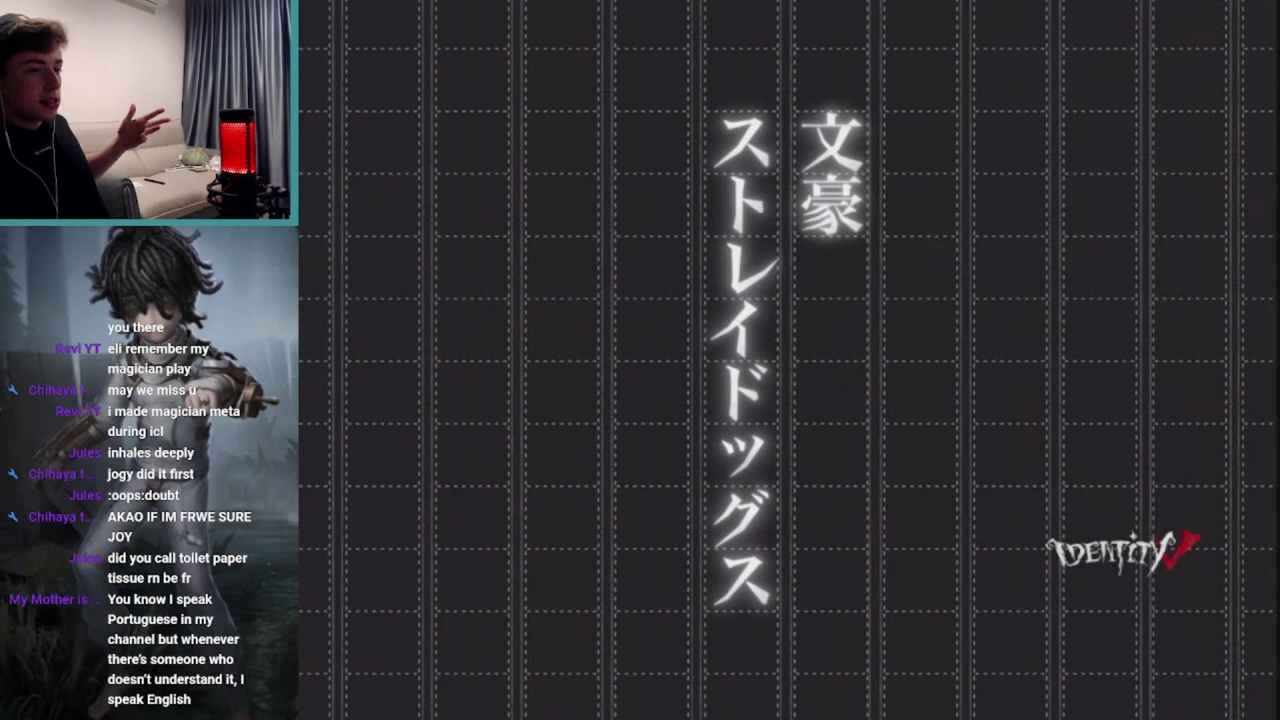 you there
Revi YT eli remember my
magician play
Chihaya t... may we miss u
Revi YT i made magician meta
during icl
Jules inhales deeply
Chihaya t... jogy did it first
Jules :oops:doubt
Chihaya t... AKAO IF IM FRWE SURE
JOY
Jules did you call toilet paper
tissue rn be fr
My Mother is ... You know I speak
Portuguese in my
channel but whenever
there's someone who
doesn't understand it, I
speak English
文豪
ストレイドッグス
IDENTITY V